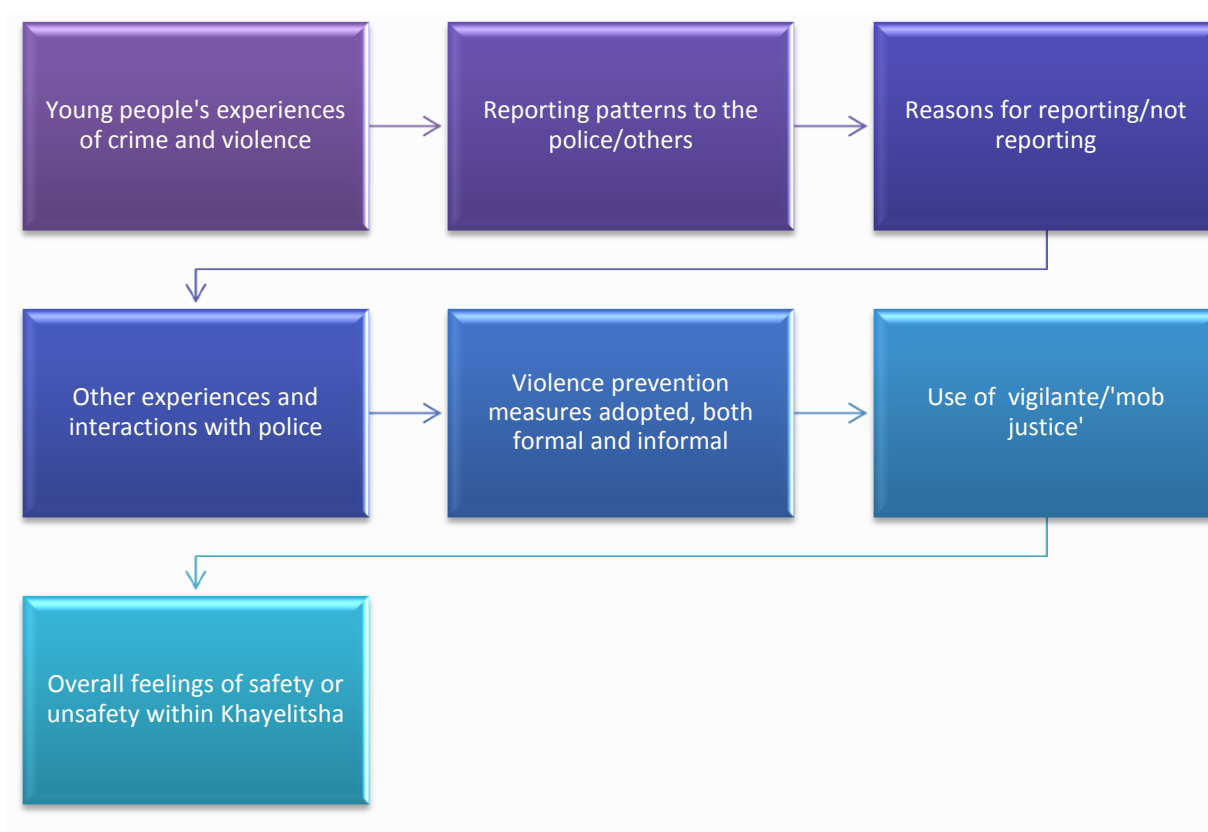 Young people's experiences
of crime and violence
Reporting patterns to the
police/others
Reasons for reporting/not
reporting
Other experiences and
interactions with police
Violence prevention
measures adopted, both
formal and informal
Use of  vigilante/'mob
justice'
Overall feelings of safety or
unsafety within Khayelitsha